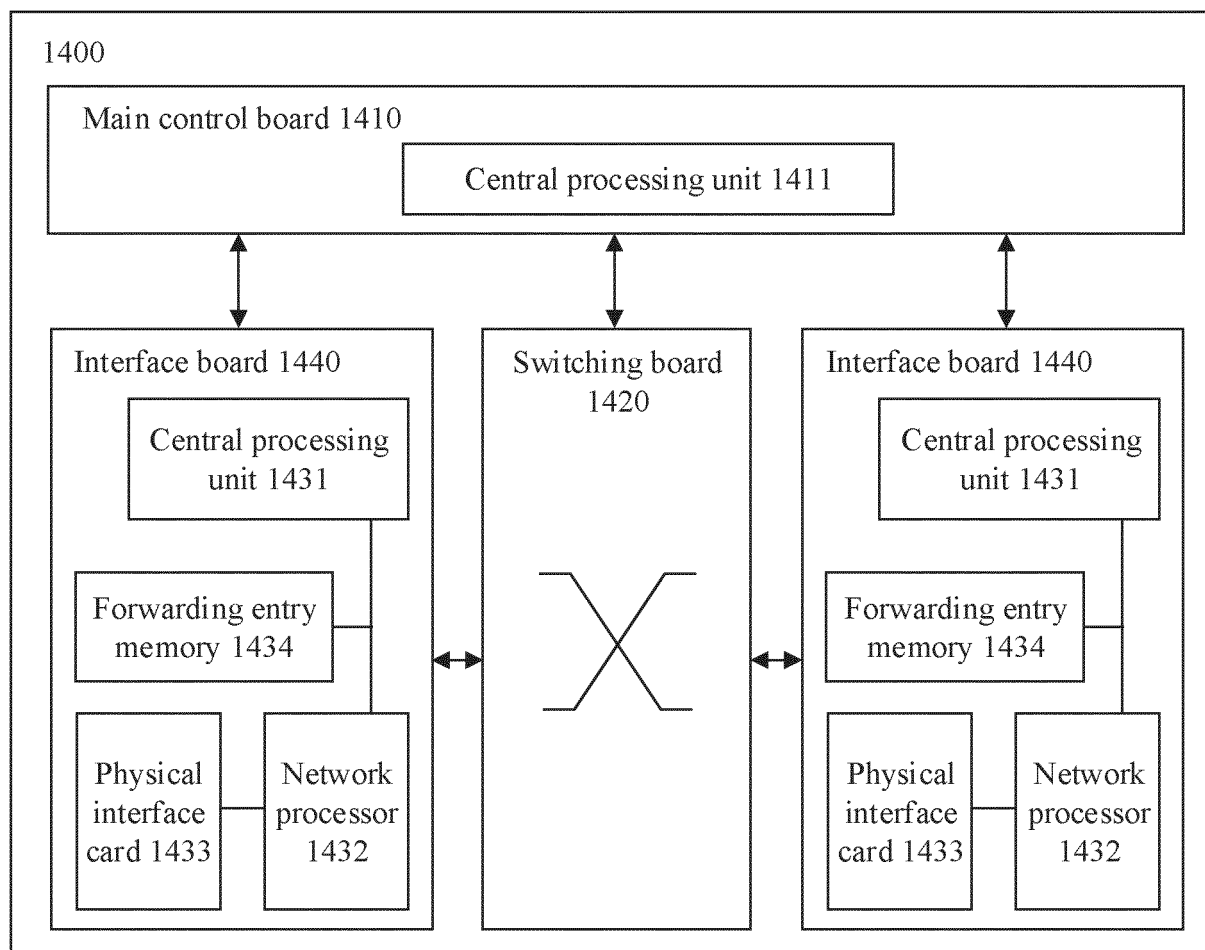 1400
Main control board 1410
Central processing unit 1411
Interface board 1440
Central processing
unit 1431
Forwarding entry
memory 1434
Physical
interface
card 1433
Network
processor
1432
Switching board
1420
Interface board 1440
Central processing
unit 1431
Forwarding entry
memory 1434
Physical
interface
card 1433
Network
processor
1432